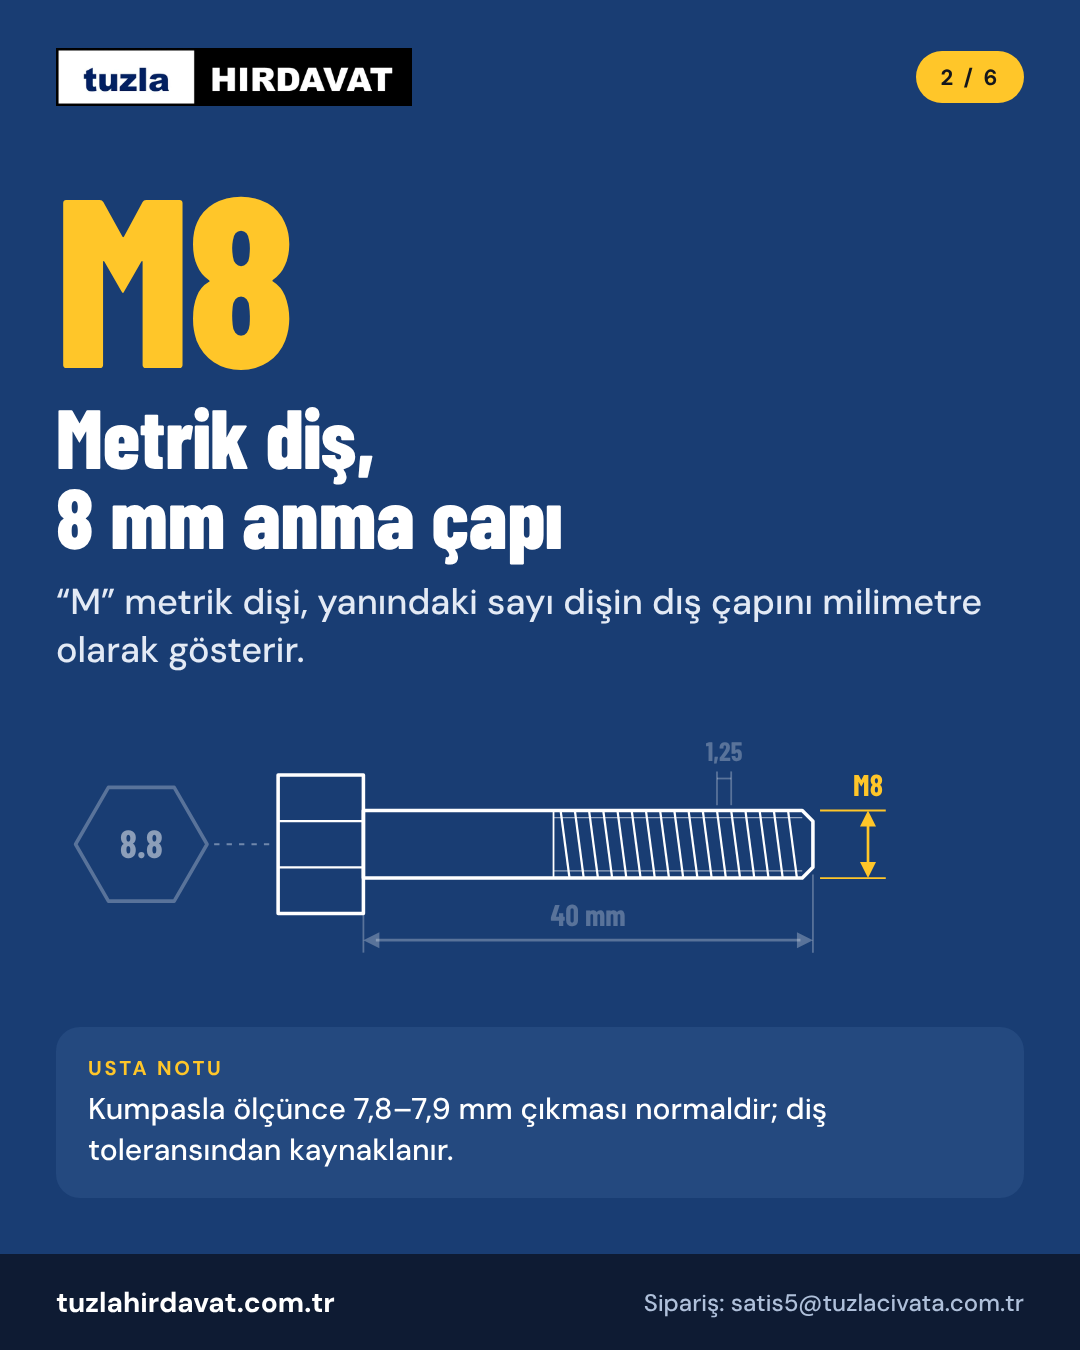 tuzla HIRDAVAT
2 / 6
M8
Metrik diş,
8 mm anma çapı
“M” metrik dişi, yanındaki sayı dişin dış çapını milimetre
olarak gösterir.
1,25
M8
8.8
40 mm
USTA NOTU
Kumpasla ölçünce 7,8–7,9 mm çıkması normaldir; diş
toleransından kaynaklanır.
tuzlahirdavat.com.tr
Sipariş: satis5@tuzlacivata.com.tr